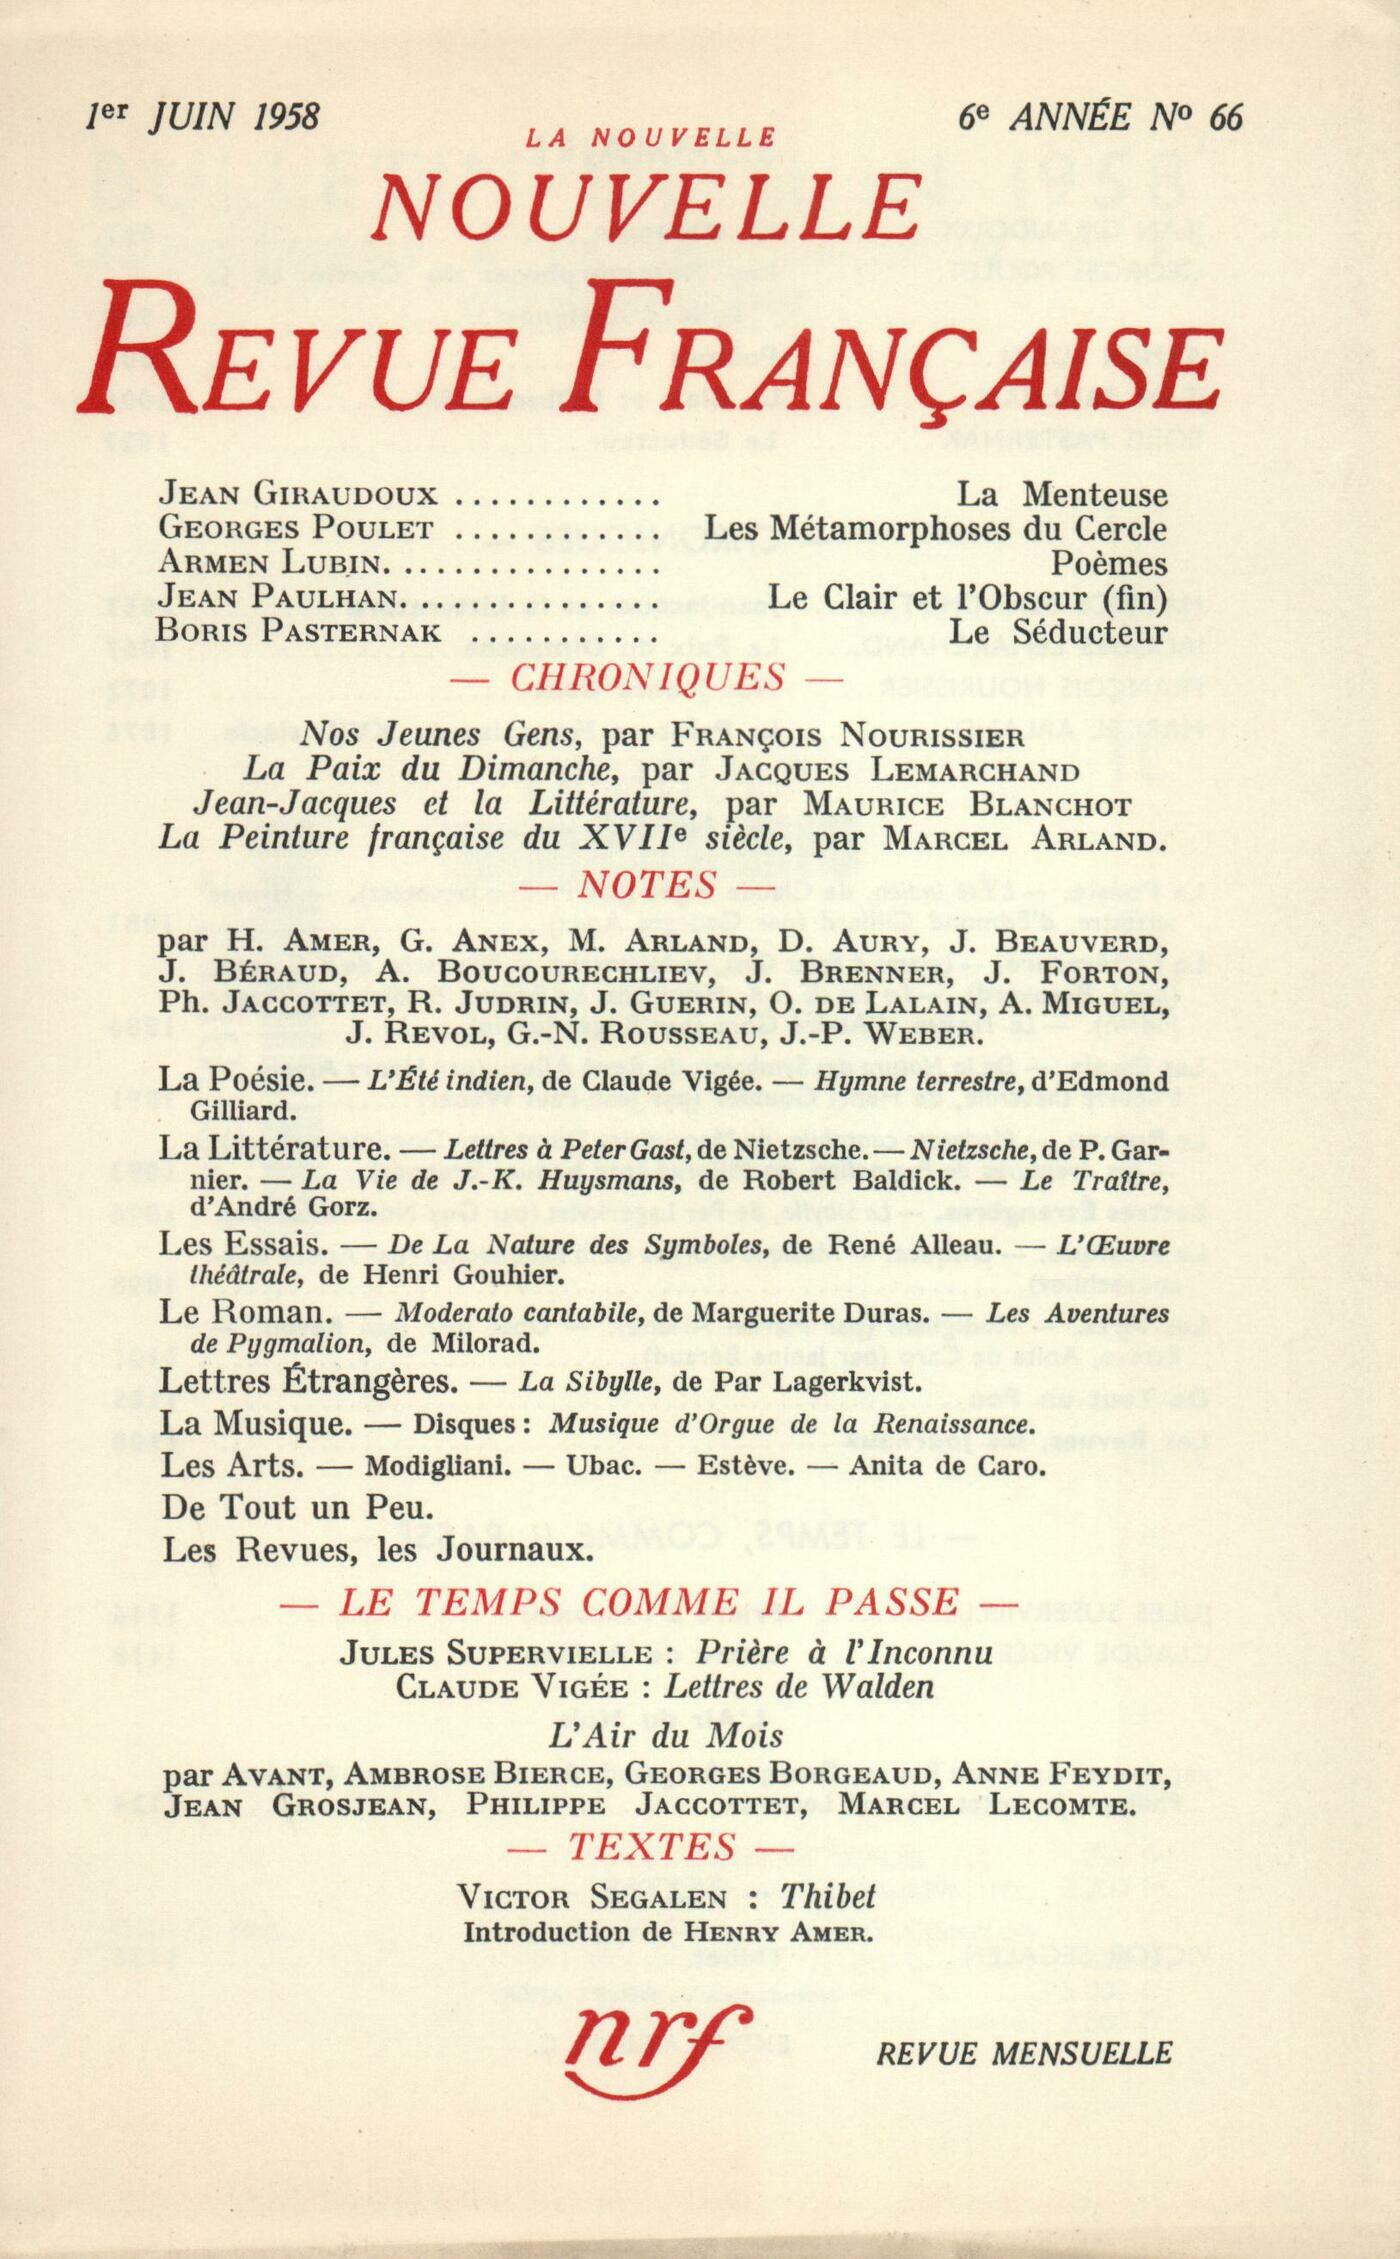 1er JUIN 1958
6e ANNÉE No 66
LA NOUVELLE
NOUVELLE
REVUE FRANÇAISE
JEAN GIRAUDOUX ............ La Menteuse
GEORGES POULET ............ Les Métamorphoses du Cercle
ARMEN LUBIN. ............... Poèmes
JEAN PAULHAN. .............. Le Clair et l'Obscur (fin)
BORIS PASTERNAK ........... Le Séducteur
— CHRONIQUES —
Nos Jeunes Gens, par FRANÇOIS NOURISSIER
La Paix du Dimanche, par JACQUES LEMARCHAND
Jean-Jacques et la Littérature, par MAURICE BLANCHOT
La Peinture française du XVIIe siècle, par MARCEL ARLAND.
— NOTES —
par H. AMER, G. ANEX, M. ARLAND, D. AURY, J. BEAUVERD,
J. BÉRAUD, A. BOUCOURECHLIEV, J. BRENNER, J. FORTON,
Ph. JACCOTTET, R. JUDRIN, J. GUERIN, O. DE LALAIN, A. MIGUEL,
J. REVOL, G.-N. ROUSSEAU, J.-P. WEBER.
La Poésie. — L'Été indien, de Claude Vigée. — Hymne terrestre, d'Edmond
Gilliard.
La Littérature. — Lettres à Peter Gast, de Nietzsche. — Nietzsche, de P. Gar-
nier. — La Vie de J.-K. Huysmans, de Robert Baldick. — Le Traître,
d'André Gorz.
Les Essais. — De La Nature des Symboles, de René Alleau. — L'Œuvre
théâtrale, de Henri Gouhier.
Le Roman. — Moderato cantabile, de Marguerite Duras. — Les Aventures
de Pygmalion, de Milorad.
Lettres Étrangères. — La Sibylle, de Par Lagerkvist.
La Musique. — Disques : Musique d'Orgue de la Renaissance.
Les Arts. — Modigliani. — Ubac. — Estève. — Anita de Caro.
De Tout un Peu.
Les Revues, les Journaux.
— LE TEMPS COMME IL PASSE —
JULES SUPERVIELLE : Prière à l'Inconnu
CLAUDE VIGÉE : Lettres de Walden
L'Air du Mois
par AVANT, AMBROSE BIERCE, GEORGES BORGEAUD, ANNE FEYDIT,
JEAN GROSJEAN, PHILIPPE JACCOTTET, MARCEL LECOMTE.
— TEXTES —
VICTOR SEGALEN : Thibet
Introduction de HENRY AMER.
nrf
REVUE MENSUELLE